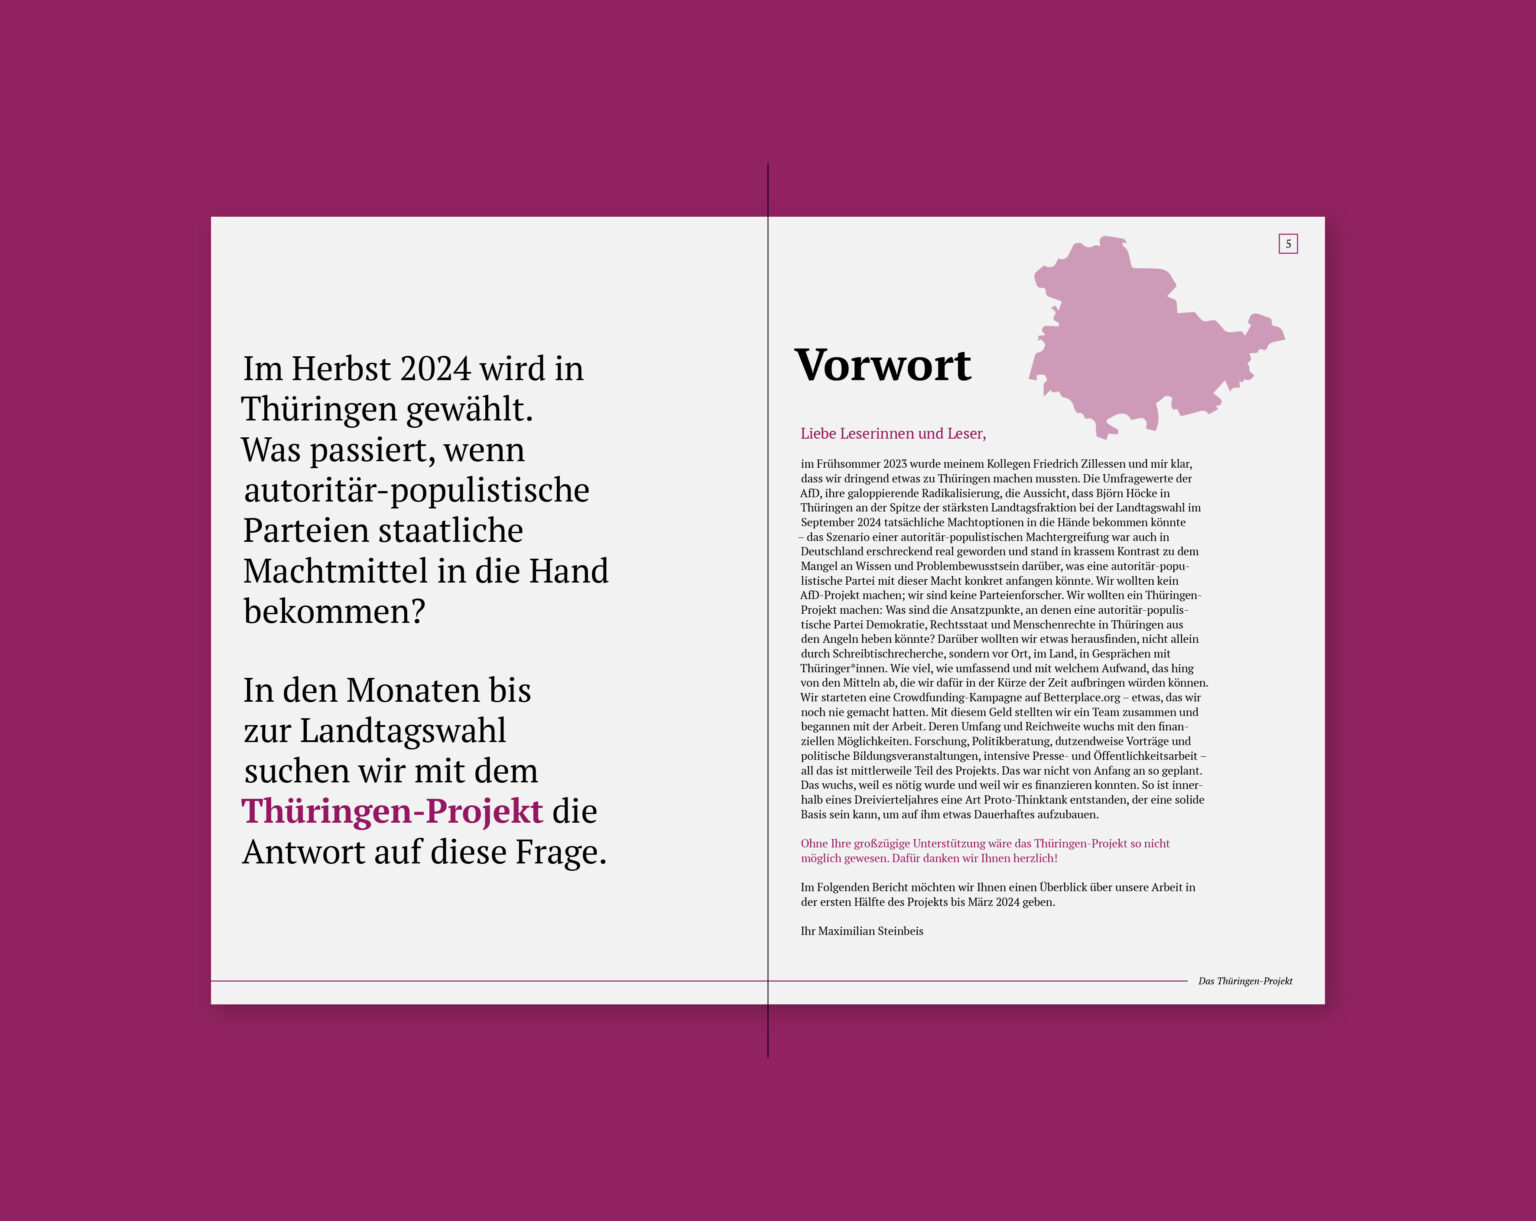 Im Herbst 2024 wird in
Thüringen gewählt.
Was passiert, wenn
autoritär-populistische
Parteien staatliche
Machtmittel in die Hand
bekommen?
In den Monaten bis
zur Landtagswahl
suchen wir mit dem
Thüringen-Projekt die
Antwort auf diese Frage.
5
Vorwort
Liebe Leserinnen und Leser,
im Frühsommer 2023 wurde meinem Kollegen Friedrich Zillessen und mir klar,
dass wir dringend etwas zu Thüringen machen mussten. Die Umfragewerte der
AfD, ihre galoppierende Radikalisierung, die Aussicht, dass Björn Höcke in
Thüringen an der Spitze der stärksten Landtagsfraktion bei der Landtagswahl im
September 2024 tatsächliche Machtoptionen in die Hände bekommen könnte
– das Szenario einer autoritär-populistischen Machtergreifung war auch in
Deutschland erschreckend real geworden und stand in krassem Kontrast zu dem
Mangel an Wissen und Problembewusstsein darüber, was eine autoritär-popu-
listische Partei mit dieser Macht konkret anfangen könnte. Wir wollten kein
AfD-Projekt machen; wir sind keine Parteienforscher. Wir wollten ein Thüringen-
Projekt machen: Was sind die Ansatzpunkte, an denen eine autoritär-populis-
tische Partei Demokratie, Rechtsstaat und Menschenrechte in Thüringen aus
den Angeln heben könnte? Darüber wollten wir etwas herausfinden, nicht allein
durch Schreibtischrecherche, sondern vor Ort, im Land, in Gesprächen mit
Thüringer*innen. Wie viel, wie umfassend und mit welchem Aufwand, das hing
von den Mitteln ab, die wir dafür in der Kürze der Zeit aufbringen würden können.
Wir starteten eine Crowdfunding-Kampagne auf Betterplace.org – etwas, das wir
noch nie gemacht hatten. Mit diesem Geld stellten wir ein Team zusammen und
begannen mit der Arbeit. Deren Umfang und Reichweite wuchs mit den finan-
ziellen Möglichkeiten. Forschung, Politikberatung, dutzendweise Vorträge und
politische Bildungsveranstaltungen, intensive Presse- und Öffentlichkeitsarbeit –
all das ist mittlerweile Teil des Projekts. Das war nicht von Anfang an so geplant.
Das wuchs, weil es nötig wurde und weil wir es finanzieren konnten. So ist inner-
halb eines Dreivierteljahres eine Art Proto-Thinktank entstanden, der eine solide
Basis sein kann, um auf ihm etwas Dauerhaftes aufzubauen.
Ohne Ihre großzügige Unterstützung wäre das Thüringen-Projekt so nicht
möglich gewesen. Dafür danken wir Ihnen herzlich!
Im Folgenden Bericht möchten wir Ihnen einen Überblick über unsere Arbeit in
der ersten Hälfte des Projekts bis März 2024 geben.
Ihr Maximilian Steinbeis
Das Thüringen-Projekt